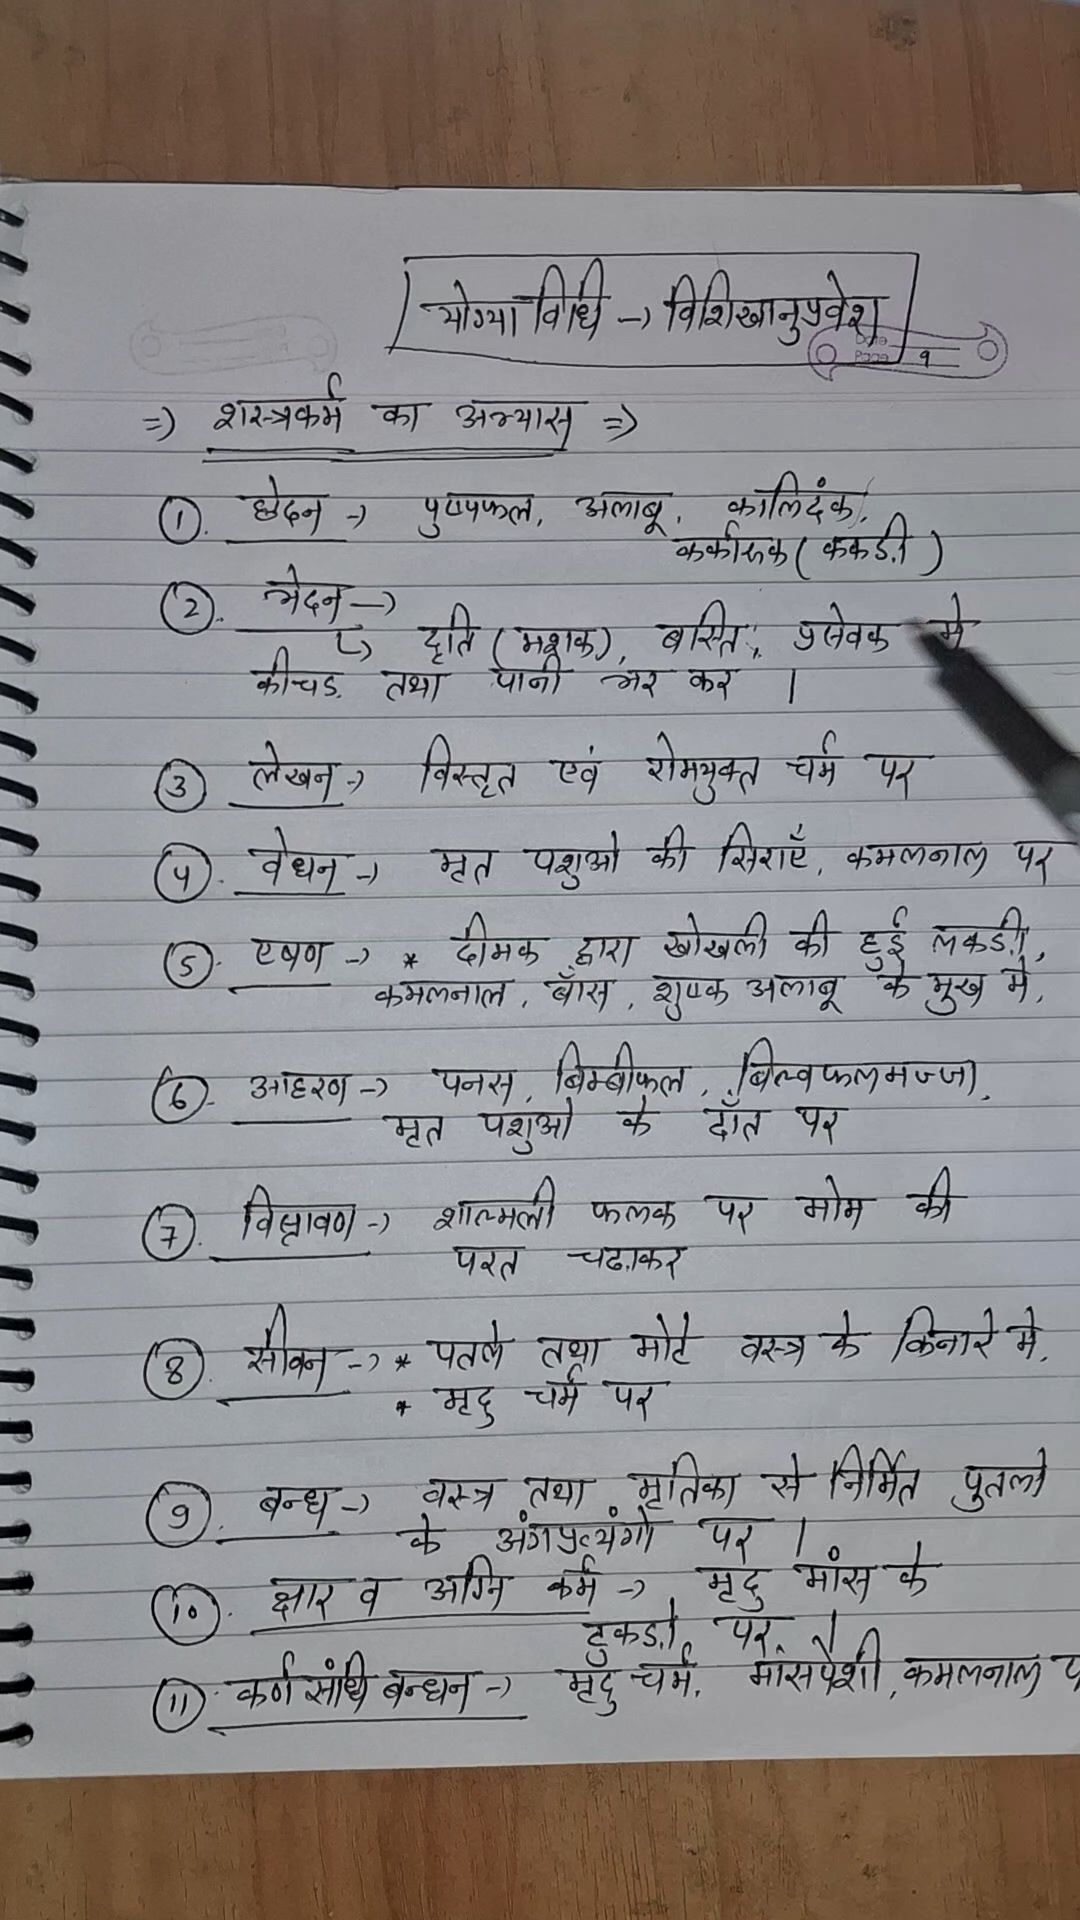 योग्या विधि → विशिखानुप्रवेश
Date
Page 9
⇒ शस्त्रकर्म का अभ्यास ⇒
① छेदन → पुष्पफल, अलाबू, कालिदंक,
कर्कारुक (ककड़ी)
② भेदन →
↳ दृति (मशक), बस्ति, प्रसेवक मे
कीचड़ तथा पानी भर कर ।
③ लेखन → विस्तृत एवं रोमयुक्त चर्म पर
④ वेधन → मृत पशुओ की सिराएँ, कमलनाल पर
⑤ एषण → * दीमक द्वारा खोखली की हुई लकड़ी,
कमलनाल, बाँस, शुष्क अलाबू के मुख मे,
⑥ आहरण → पनस, बिम्बीफल, बिल्वफलमज्जा,
मृत पशुओ के दाँत पर
⑦ विस्रावण → शाल्मली फलक पर मोम की
परत चढ़ाकर
⑧ सीवन → * पतले तथा मोटे वस्त्र के किनारे मे,
* मृदु चर्म पर
⑨ बन्ध → वस्त्र तथा मृतिका से निर्मित पुतलो
के अंगप्रत्यंगो पर ।
⑩ क्षार व अग्नि कर्म → मृदु मांस के
टुकड़ो पर ।
⑪ कर्ण संधि बन्धन → मृदु चर्म, मांसपेशी, कमलनाल प